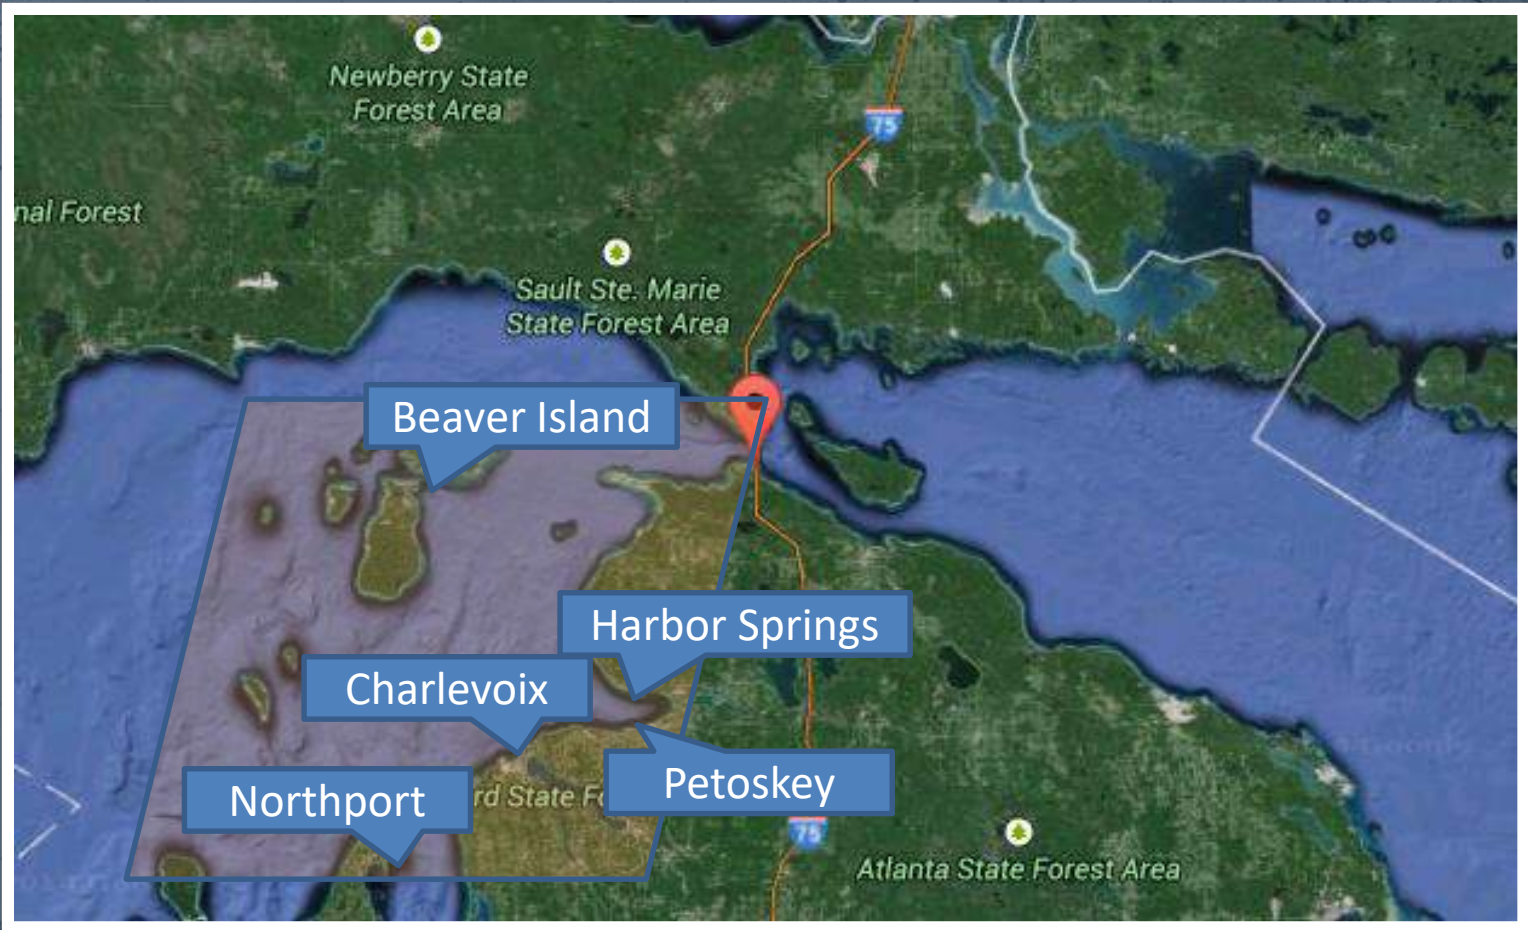 Newberry State
Forest Area
75
nal Forest
Sault Ste. Marie
State Forest Area
Beaver Island
Harbor Springs
Charlevoix
Petoskey
Northport
rd State Fo
75
Atlanta State Forest Area